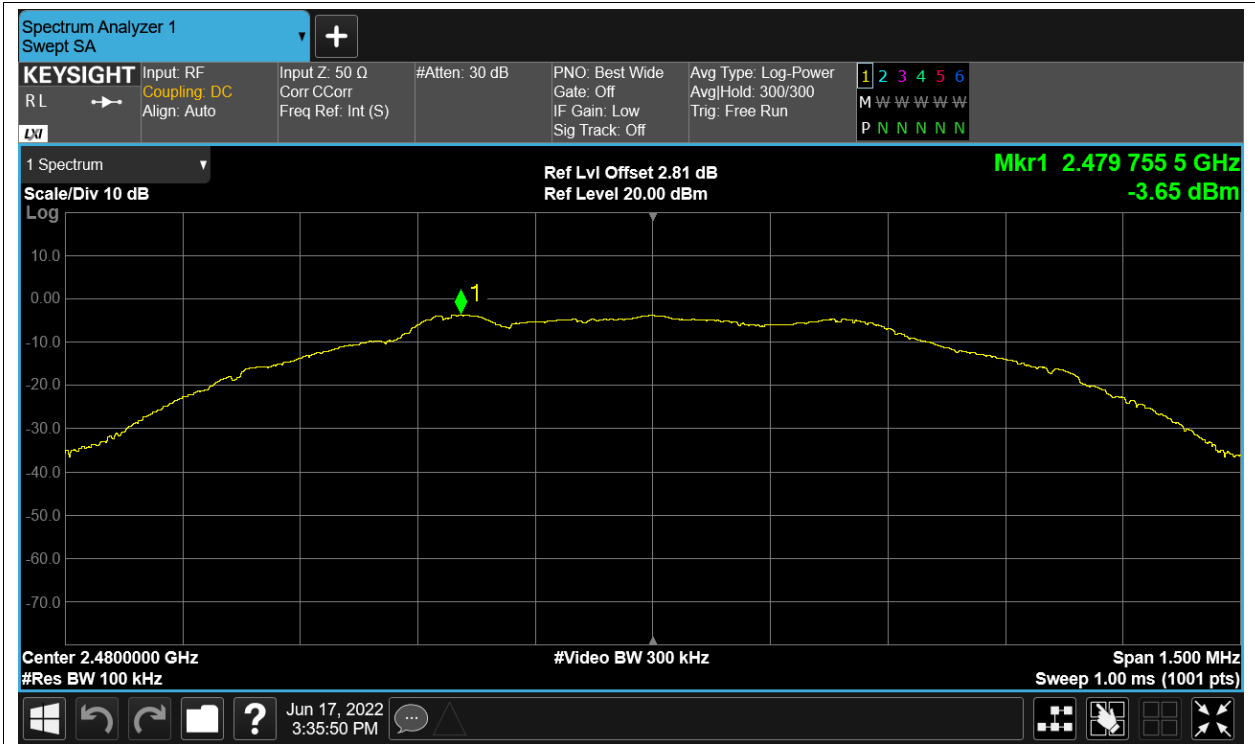 Spectrum Analyzer 1
Swept SA
KEYSIGHT
R L
LXI
Input: RF
Coupling: DC
Align: Auto
Input Z: 50 Ω
Corr CCorr
Freq Ref: Int (S)
#Atten: 30 dB
PNO: Best Wide
Gate: Off
IF Gain: Low
Sig Track: Off
Avg Type: Log-Power
Avg|Hold: 300/300
Trig: Free Run
1 2 3 4 5 6
M W W W W W W
P N N N N N
1 Spectrum
Scale/Div 10 dB
Log
Ref Lvl Offset 2.81 dB
Ref Level 20.00 dBm
Mkr1 2.479 755 5 GHz
-3.65 dBm
10.0
0.00
-10.0
-20.0
-30.0
-40.0
-50.0
-60.0
-70.0
1
Center 2.4800000 GHz
#Res BW 100 kHz
#Video BW 300 kHz
Span 1.500 MHz
Sweep 1.00 ms (1001 pts)
?
Jun 17, 2022
3:35:50 PM